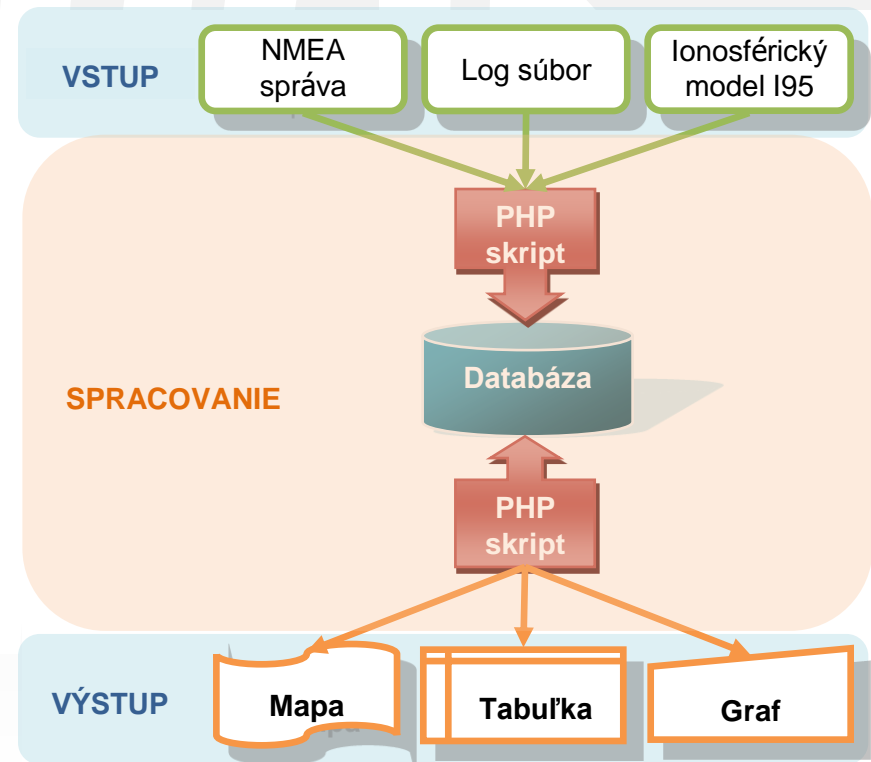 VSTUP
NMEA
správa
Log súbor
Ionosférický
model I95
PHP
skript
Databáza
SPRACOVANIE
PHP
skript
VÝSTUP
Mapa
Tabuľka
Graf